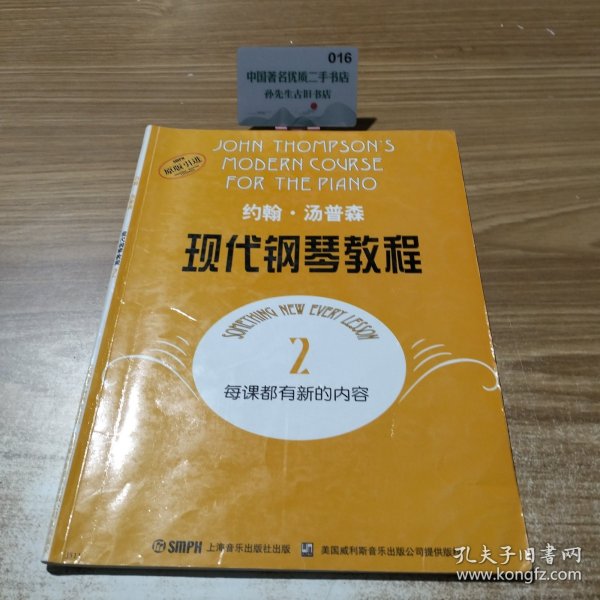 016
中国著名优质二手书店
孙先生古旧书店
JOHN THOMPSON'S
MODERN COURSE
FOR THE PIANO
原版引进
约翰·汤普森
现代钢琴教程
SOMETHING NEW EVERY LESSON
2
每课都有新的内容
SMPH 上海音乐出版社出版
美国威利斯音乐出版公司提供版
孔夫子旧书网
www.kongfz.com